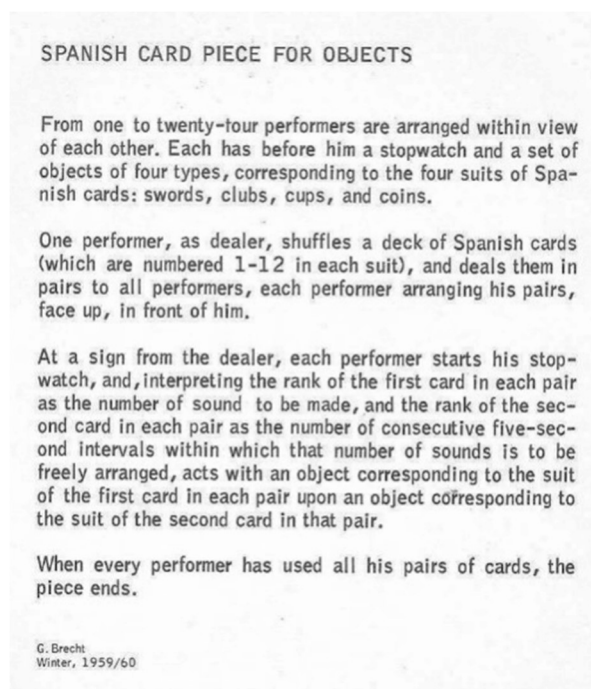 SPANISH CARD PIECE FOR OBJECTS
From one to twenty-four performers are arranged within view
of each other. Each has before him a stopwatch and a set of
objects of four types, corresponding to the four suits of Spa-
nish cards: swords, clubs, cups, and coins.
One performer, as dealer, shuffles a deck of Spanish cards
(which are numbered 1-12 in each suit), and deals them in
pairs to all performers, each performer arranging his pairs,
face up, in front of him.
At a sign from the dealer, each performer starts his stop-
watch, and, interpreting the rank of the first card in each pair
as the number of sound to be made, and the rank of the sec-
ond card in each pair as the number of consecutive five-sec-
ond intervals within which that number of sounds is to be
freely arranged, acts with an object corresponding to the suit
of the first card in each pair upon an object corresponding to
the suit of the second card in that pair.
When every performer has used all his pairs of cards, the
piece ends.
G. Brecht
Winter, 1959/60